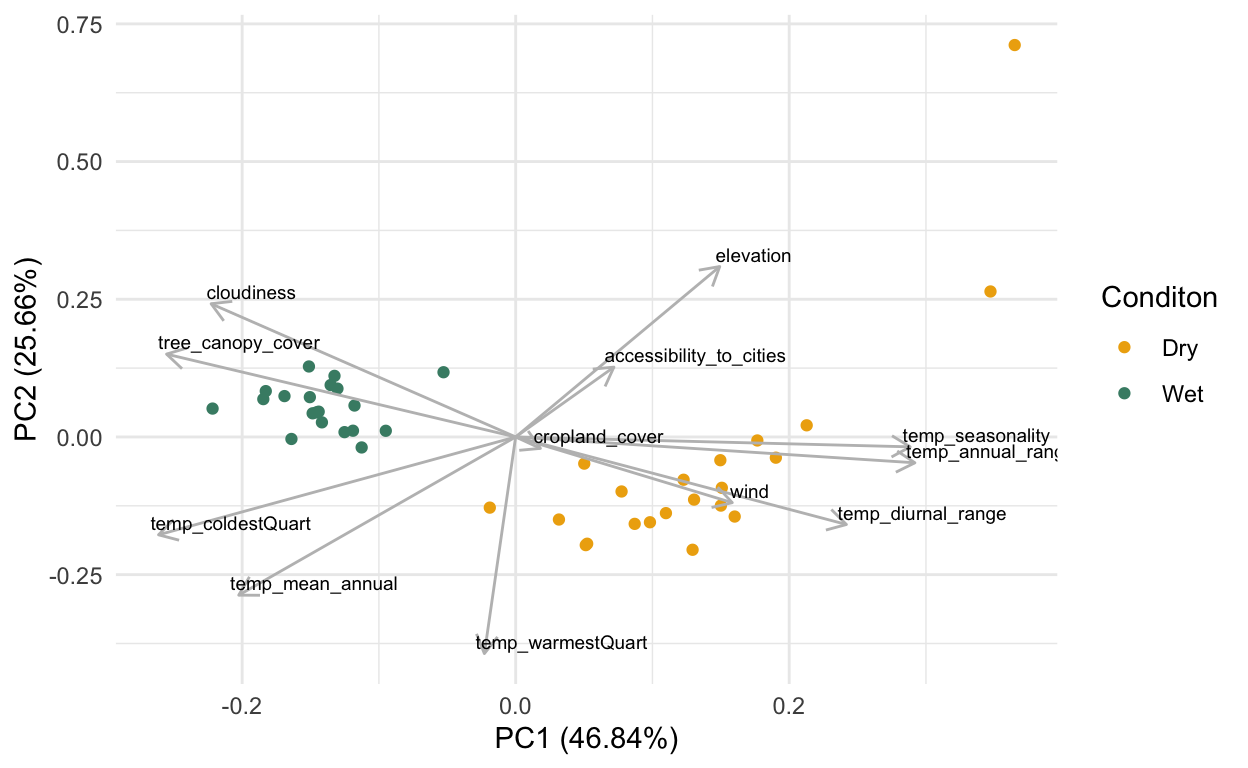 0.75
0.50
0.25
0.00
-0.25
-0.2
0.0
0.2
PC1 (46.84%)
PC2 (25.66%)
elevation
cloudiness
tree_canopy_cover
accessibility_to_cities
cropland_cover
temp_seasonality
temp_annual_rang
wind
temp_diurnal_range
temp_coldestQuart
temp_mean_annual
temp_warmestQuart
Conditon
Dry
Wet